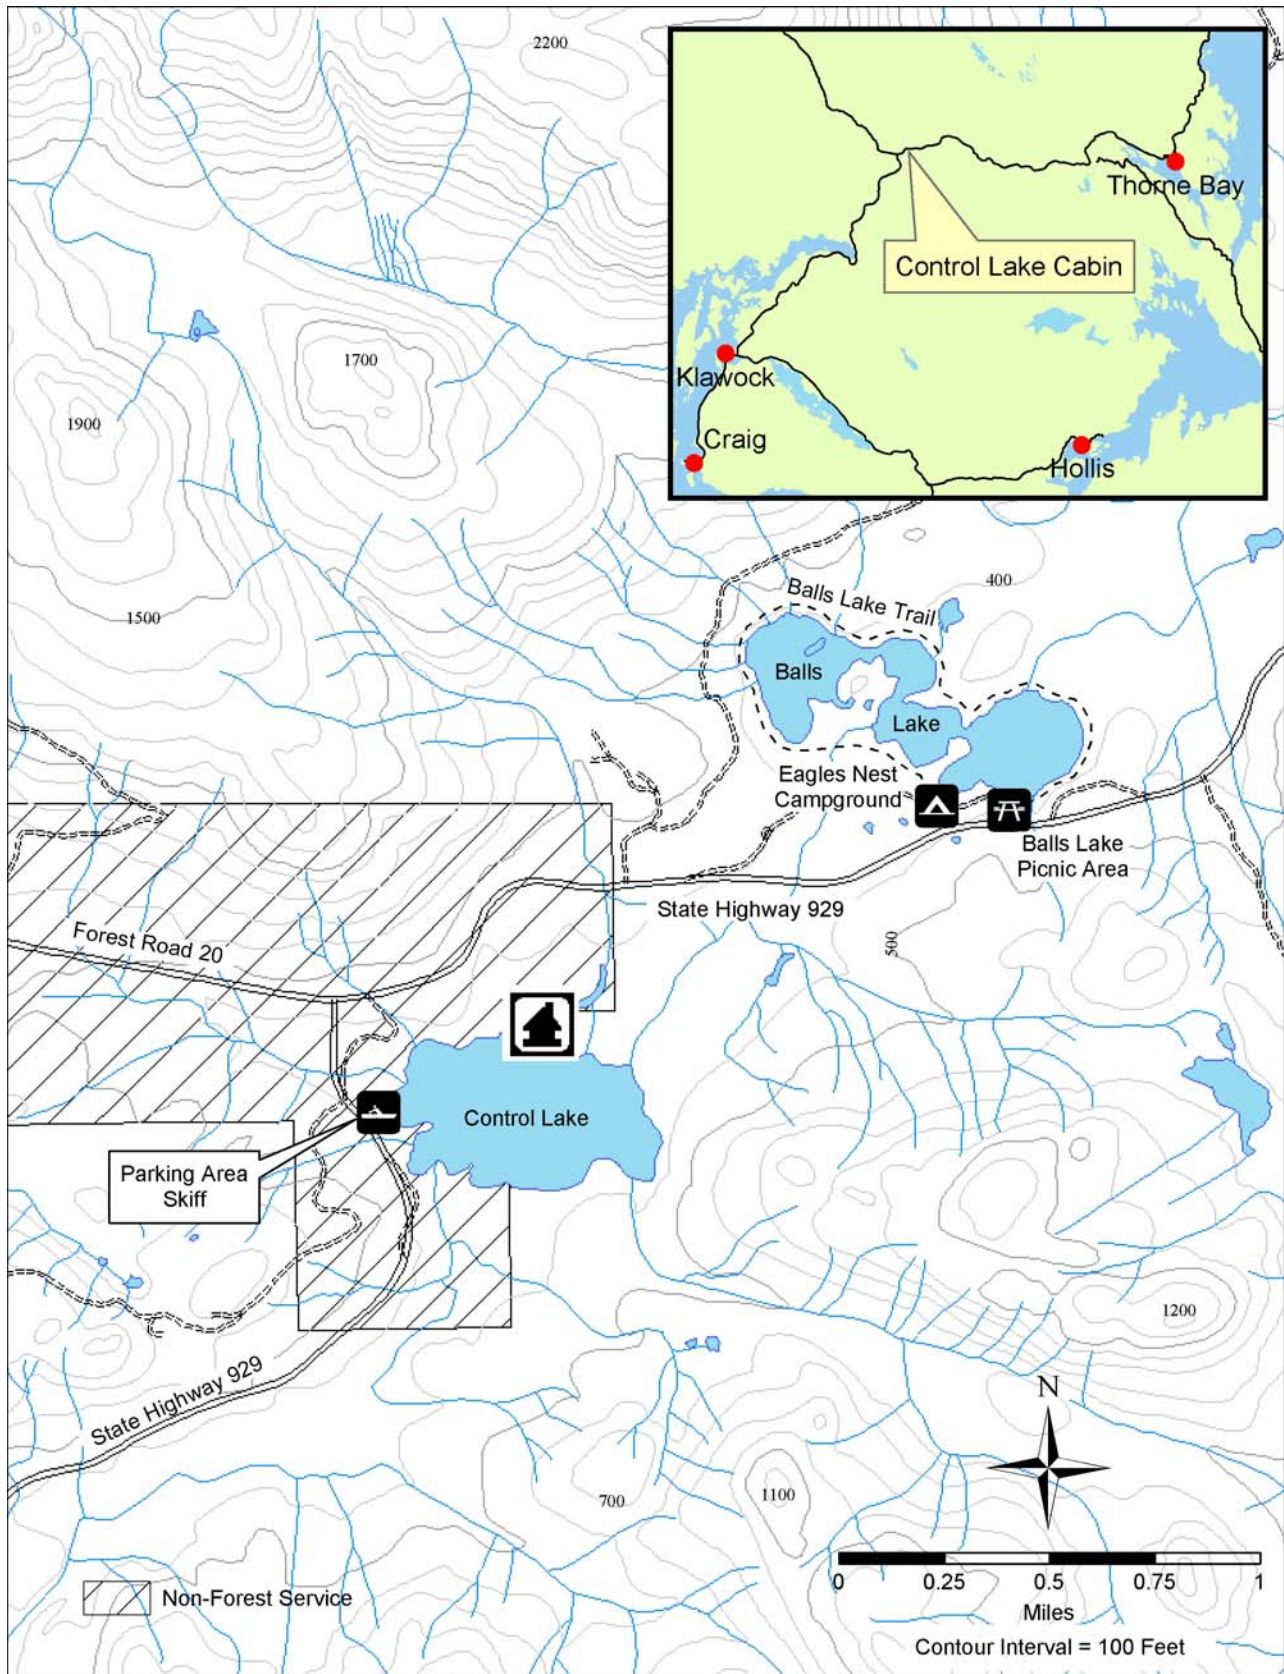 2200
Thorne Bay
Control Lake Cabin
Klawock
Craig
Hollis
1700
1900
1500
400
Balls Lake Trail
Balls
Lake
Eagles Nest
Campground
Balls Lake
Picnic Area
State Highway 929
500
Forest Road 20
Control Lake
Parking Area
Skiff
1200
State Highway 929
N
700
1100
0 0.25 0.5 0.75 1
Miles
Non-Forest Service
Contour Interval = 100 Feet